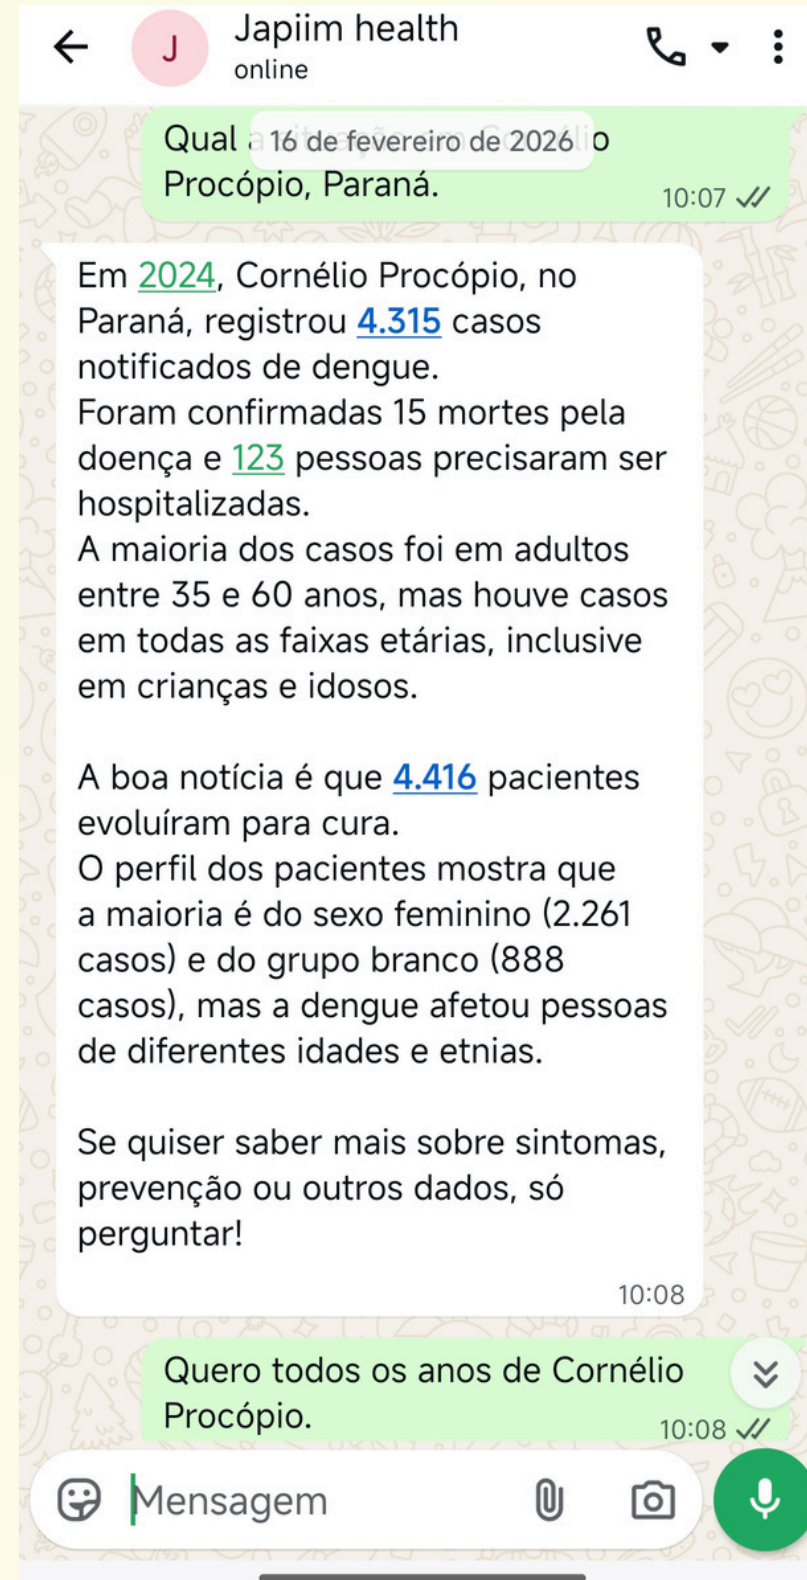 Japiim health
J
online
16 de fevereiro de 2026
Qual a situação em Cornélio
Procópio, Paraná.
10:07
Em 2024, Cornélio Procópio, no
Paraná, registrou 4.315 casos
notificados de dengue.
Foram confirmadas 15 mortes pela
doença e 123 pessoas precisaram ser
hospitalizadas.
A maioria dos casos foi em adultos
entre 35 e 60 anos, mas houve casos
em todas as faixas etárias, inclusive
em crianças e idosos.
A boa notícia é que 4.416 pacientes
evoluíram para cura.
O perfil dos pacientes mostra que
a maioria é do sexo feminino (2.261
casos) e do grupo branco (888
casos), mas a dengue afetou pessoas
de diferentes idades e etnias.
Se quiser saber mais sobre sintomas,
prevenção ou outros dados, só
perguntar!
10:08
Quero todos os anos de Cornélio
Procópio.
10:08
Mensagem